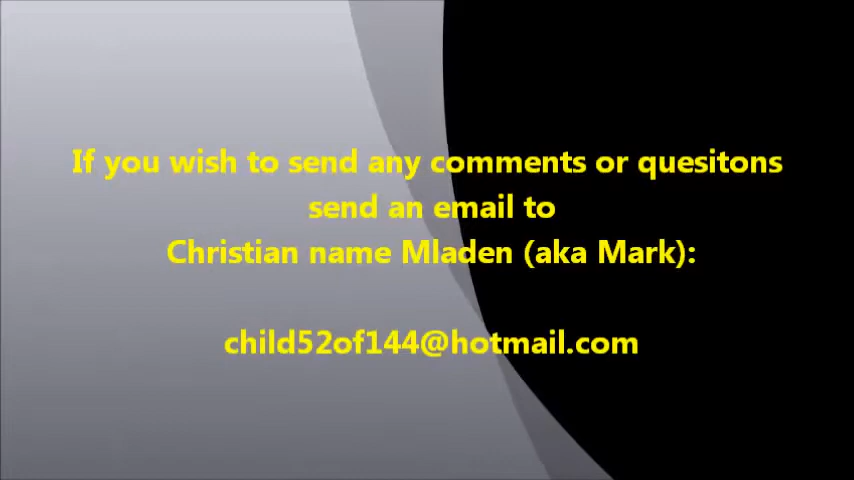 If you wish to send any comments or quesitons
send an email to
Christian name Mladen (aka Mark):
child52of144@hotmail.com